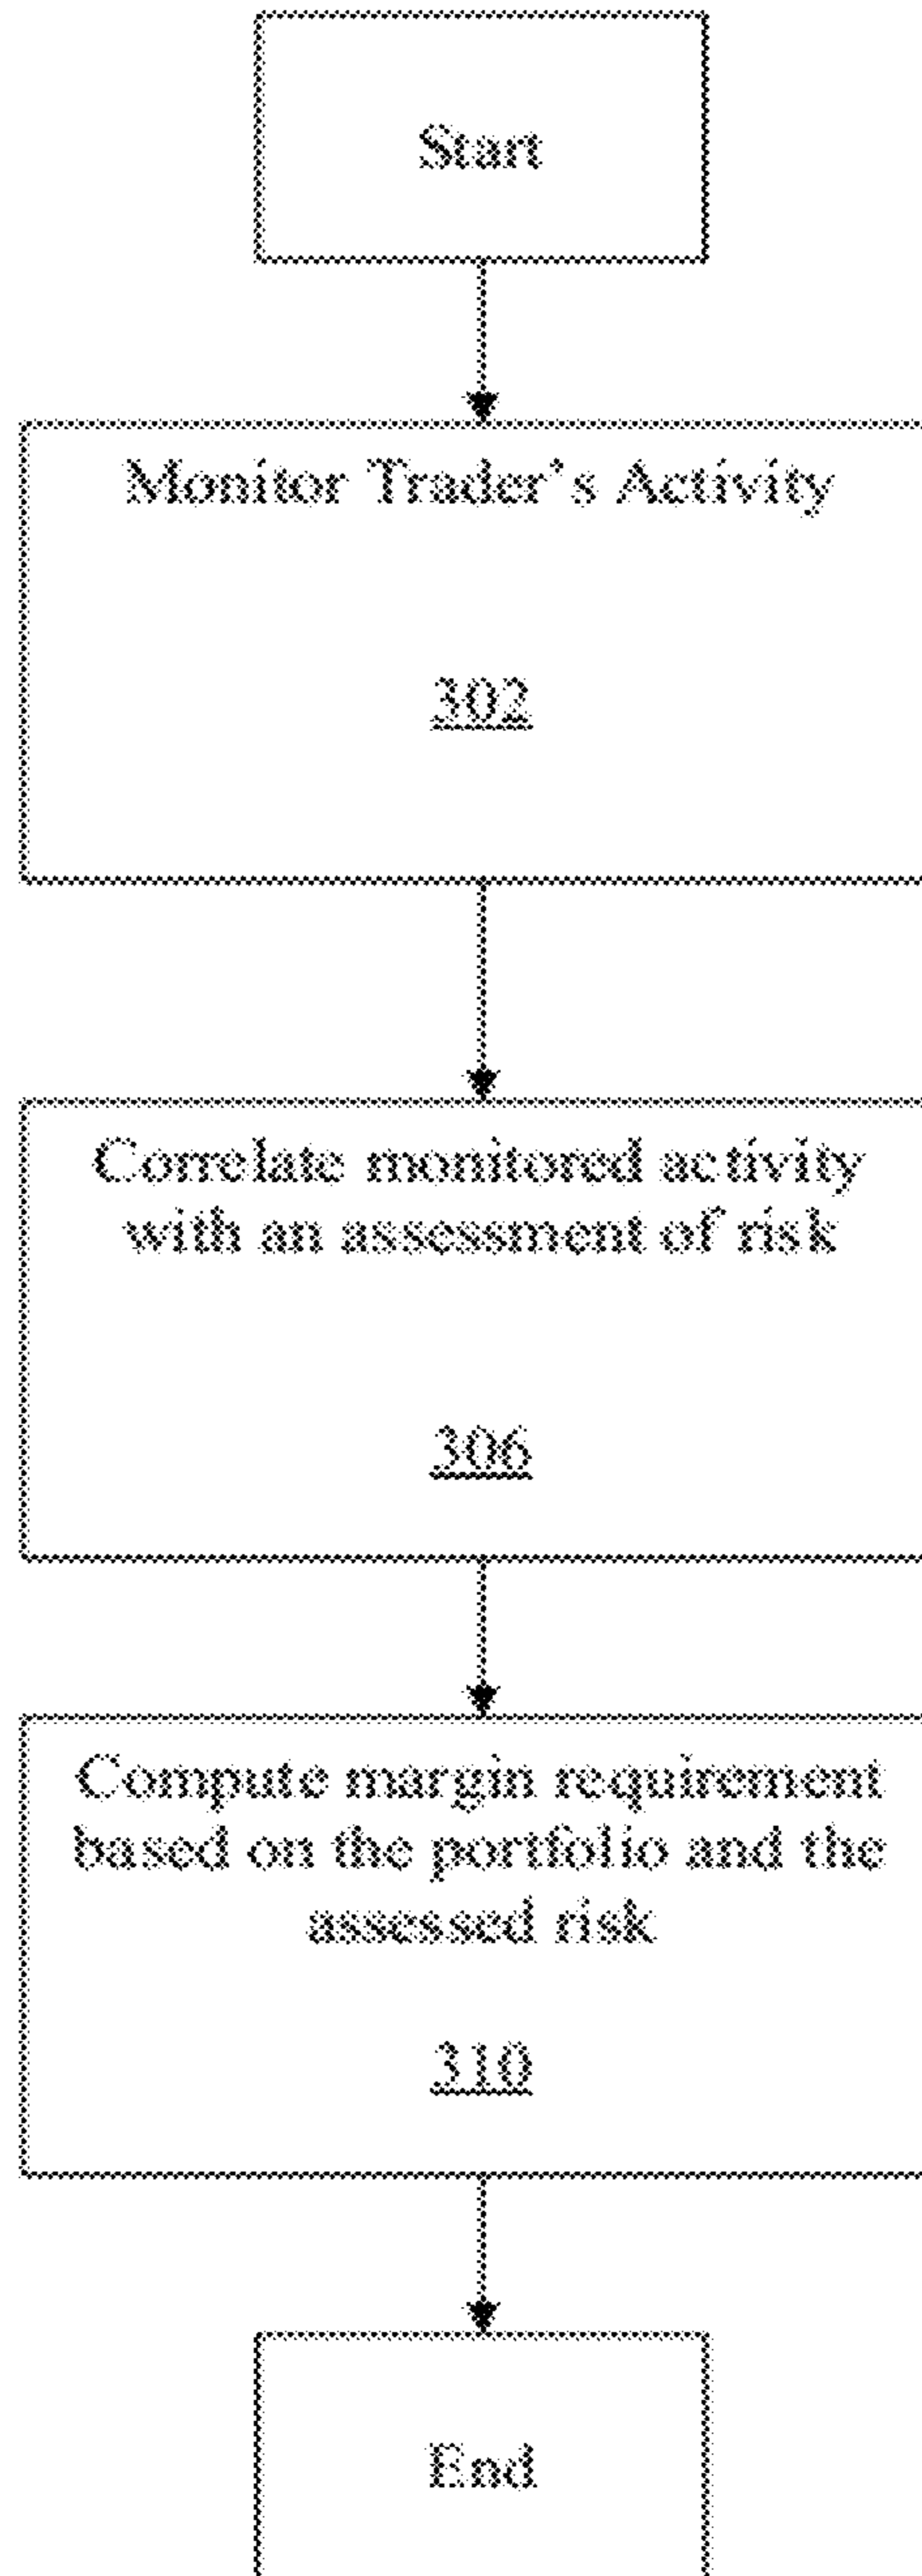 Start
Monitor Trader's Activity
302
Correlate monitored activity
with an assessment of risk
306
Compute margin requirement
based on the portfolio and the
assessed risk
310
End